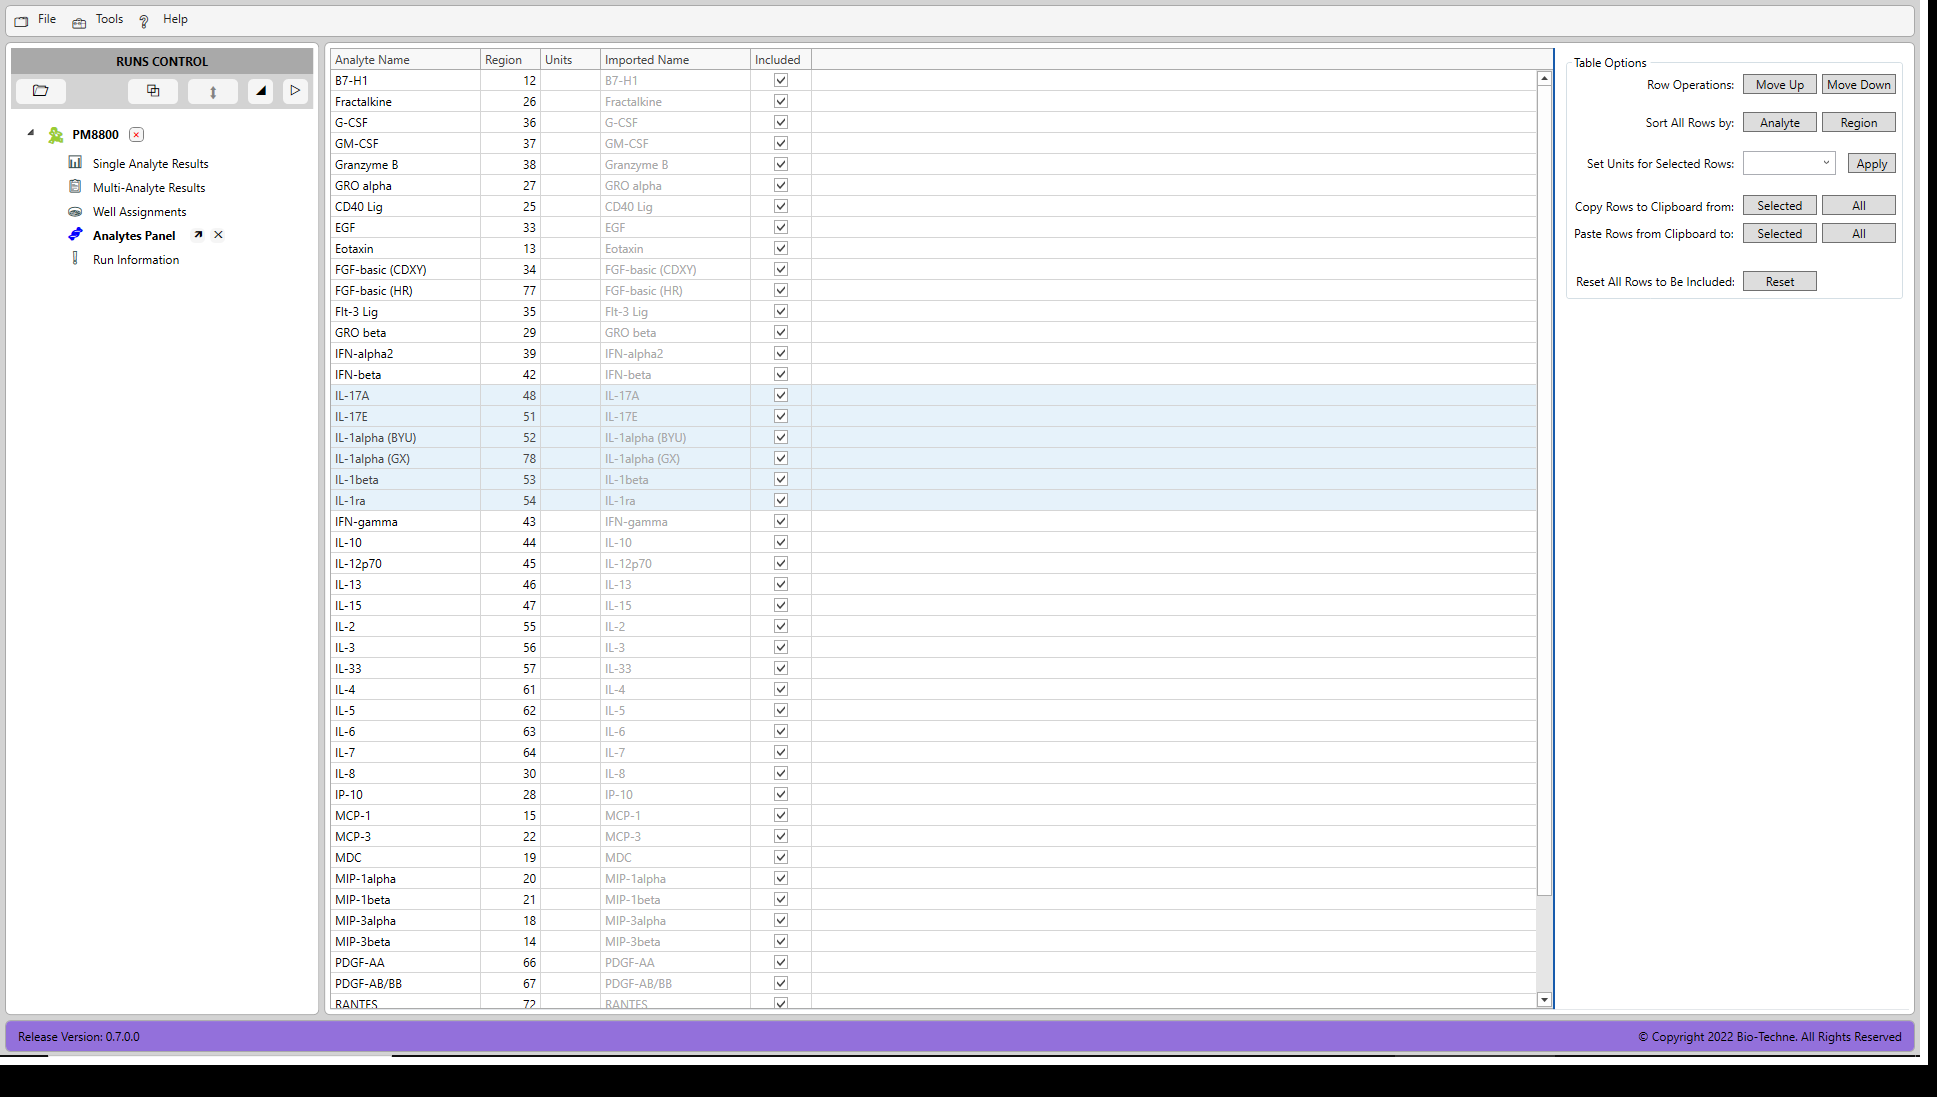 File Tools Help
RUNS CONTROL
PM8800
Single Analyte Results
Multi-Analyte Results
Well Assignments
Analytes Panel
Run Information
Analyte Name Region Units Imported Name Included
B7-H1 12 B7-H1
Fractalkine 26 Fractalkine
G-CSF 36 G-CSF
GM-CSF 37 GM-CSF
Granzyme B 38 Granzyme B
GRO alpha 27 GRO alpha
CD40 Lig 25 CD40 Lig
EGF 33 EGF
Eotaxin 13 Eotaxin
FGF-basic (CDXY) 34 FGF-basic (CDXY)
FGF-basic (HR) 77 FGF-basic (HR)
Flt-3 Lig 35 Flt-3 Lig
GRO beta 29 GRO beta
IFN-alpha2 39 IFN-alpha2
IFN-beta 42 IFN-beta
IL-17A 48 IL-17A
IL-17E 51 IL-17E
IL-1alpha (BYU) 52 IL-1alpha (BYU)
IL-1alpha (GX) 78 IL-1alpha (GX)
IL-1beta 53 IL-1beta
IL-1ra 54 IL-1ra
IFN-gamma 43 IFN-gamma
IL-10 44 IL-10
IL-12p70 45 IL-12p70
IL-13 46 IL-13
IL-15 47 IL-15
IL-2 55 IL-2
IL-3 56 IL-3
IL-33 57 IL-33
IL-4 61 IL-4
IL-5 62 IL-5
IL-6 63 IL-6
IL-7 64 IL-7
IL-8 30 IL-8
IP-10 28 IP-10
MCP-1 15 MCP-1
MCP-3 22 MCP-3
MDC 19 MDC
MIP-1alpha 20 MIP-1alpha
MIP-1beta 21 MIP-1beta
MIP-3alpha 18 MIP-3alpha
MIP-3beta 14 MIP-3beta
PDGF-AA 66 PDGF-AA
PDGF-AB/BB 67 PDGF-AB/BB
RANTES 72 RANTES
Table Options
Row Operations: Move Up Move Down
Sort All Rows by: Analyte Region
Set Units for Selected Rows: Apply
Copy Rows to Clipboard from: Selected All
Paste Rows from Clipboard to: Selected All
Reset All Rows to Be Included: Reset
Release Version: 0.7.0.0
© Copyright 2022 Bio-Techne. All Rights Reserved